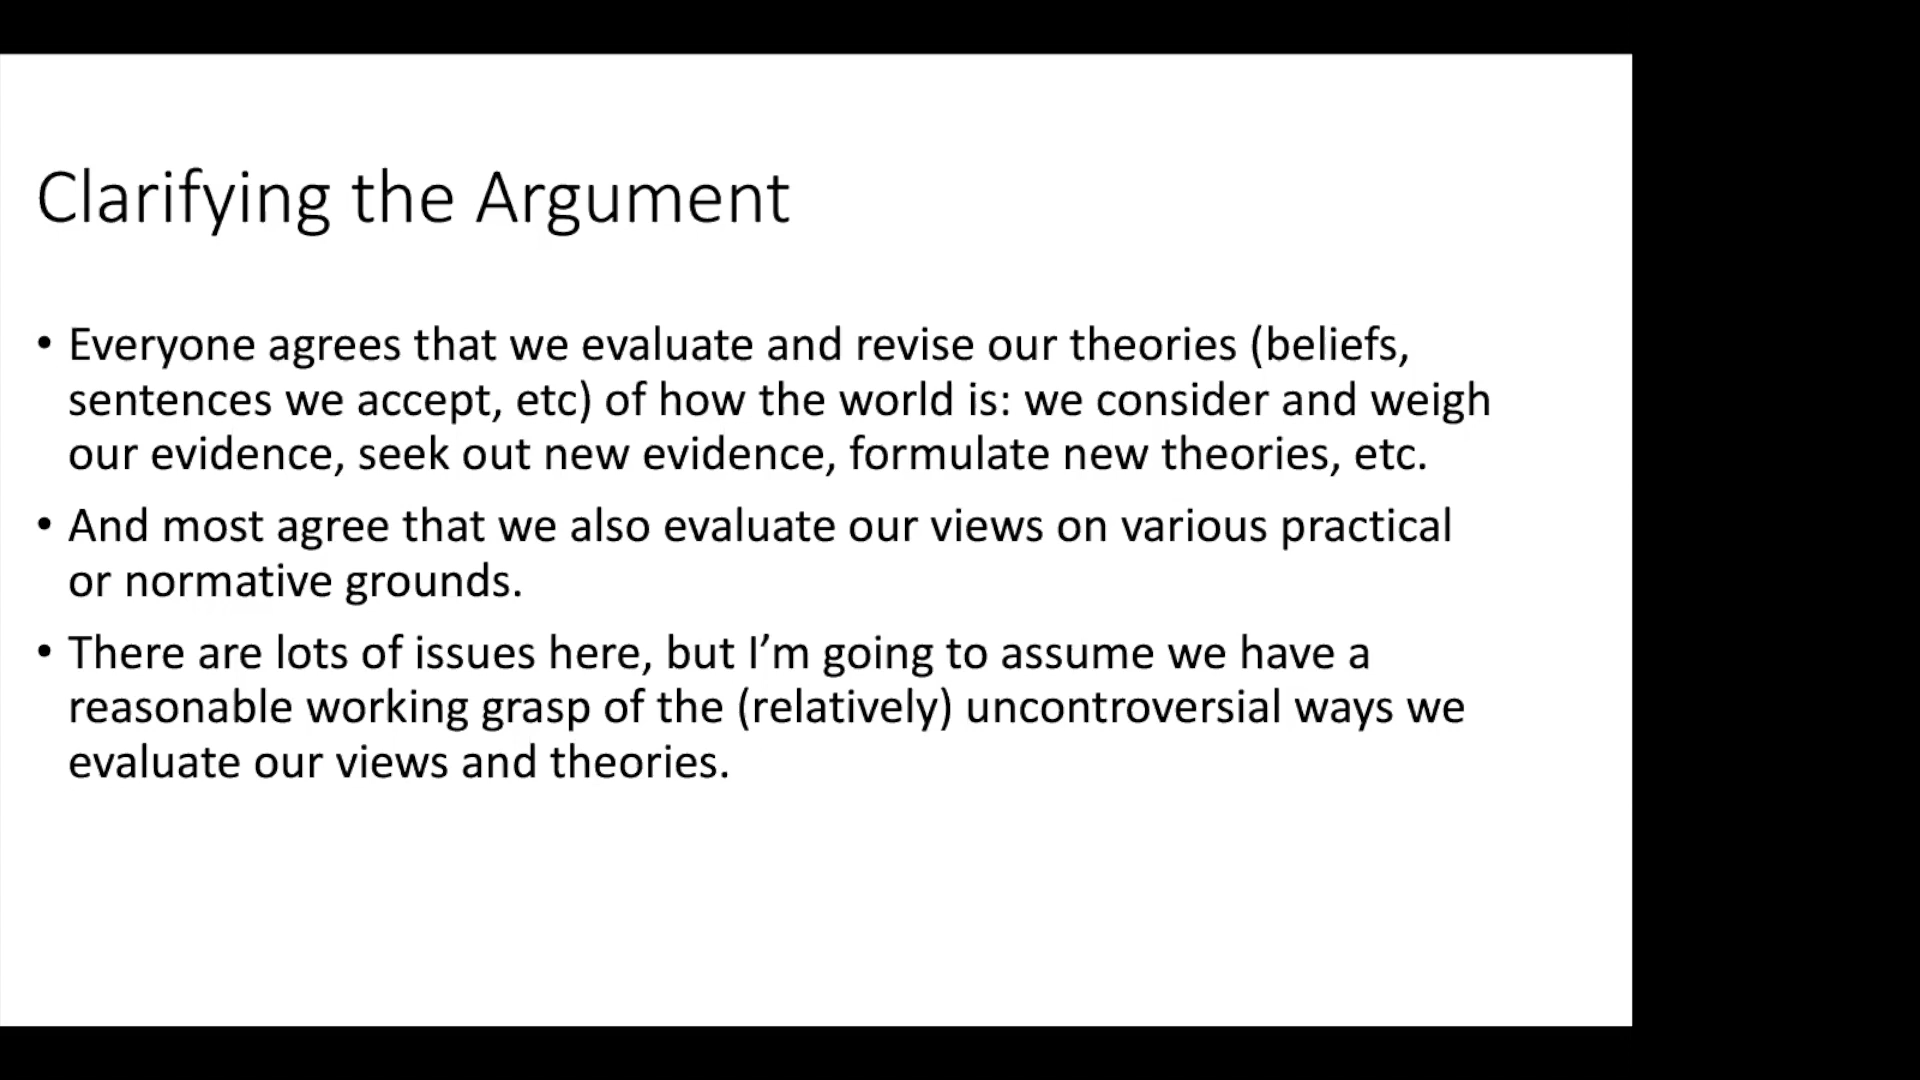 Clarifying the Argument
• Everyone agrees that we evaluate and revise our theories (beliefs,
sentences we accept, etc) of how the world is: we consider and weigh
our evidence, seek out new evidence, formulate new theories, etc.
• And most agree that we also evaluate our views on various practical
or normative grounds.
• There are lots of issues here, but I’m going to assume we have a
reasonable working grasp of the (relatively) uncontroversial ways we
evaluate our views and theories.